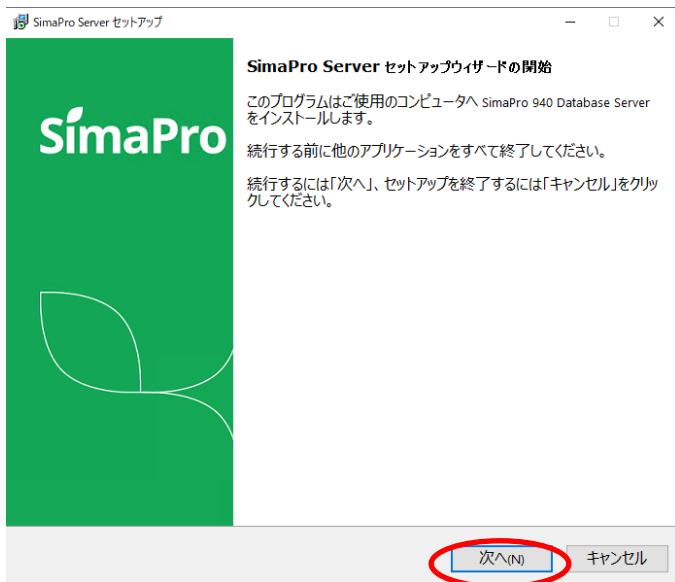 SimaPro Server セットアップ
SimaPro
SimaPro Server セットアップウィザードの開始
このプログラムはご使用のコンピュータへ SimaPro 940 Database Server
をインストールします。
続行する前に他のアプリケーションをすべて終了してください。
続行するには「次へ」、セットアップを終了するには「キャンセル」をクリッ
クしてください。
次へ(N)
キャンセル